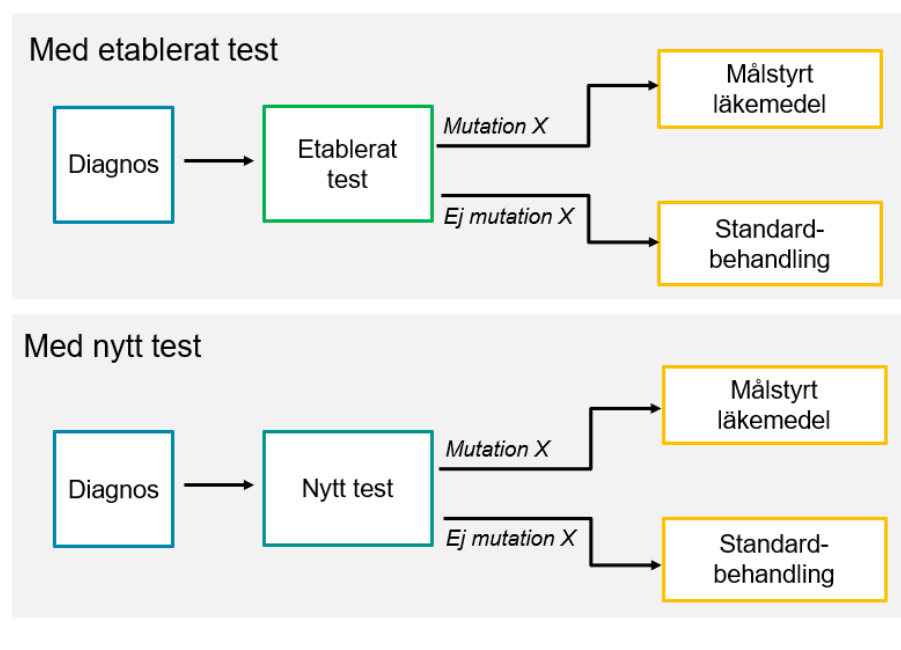 Med etablerat test
Diagnos
Etablerat
test
Mutation X
Ej mutation X
Målstyrt
läkemedel
Standard-
behandling
Med nytt test
Diagnos
Nytt test
Mutation X
Ej mutation X
Målstyrt
läkemedel
Standard-
behandling